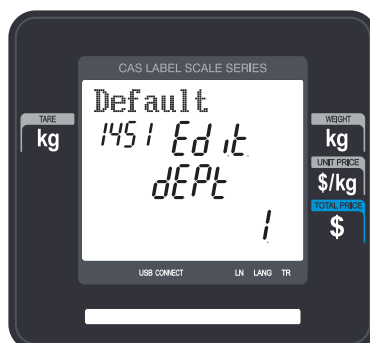 CAS LABEL SCALE SERIES
Default
TARE
kg
1451 Edit
WEIGHT
kg
dEPt
UNIT PRICE
$/kg
1
TOTAL PRICE
$
USB CONNECT LN LANG TR